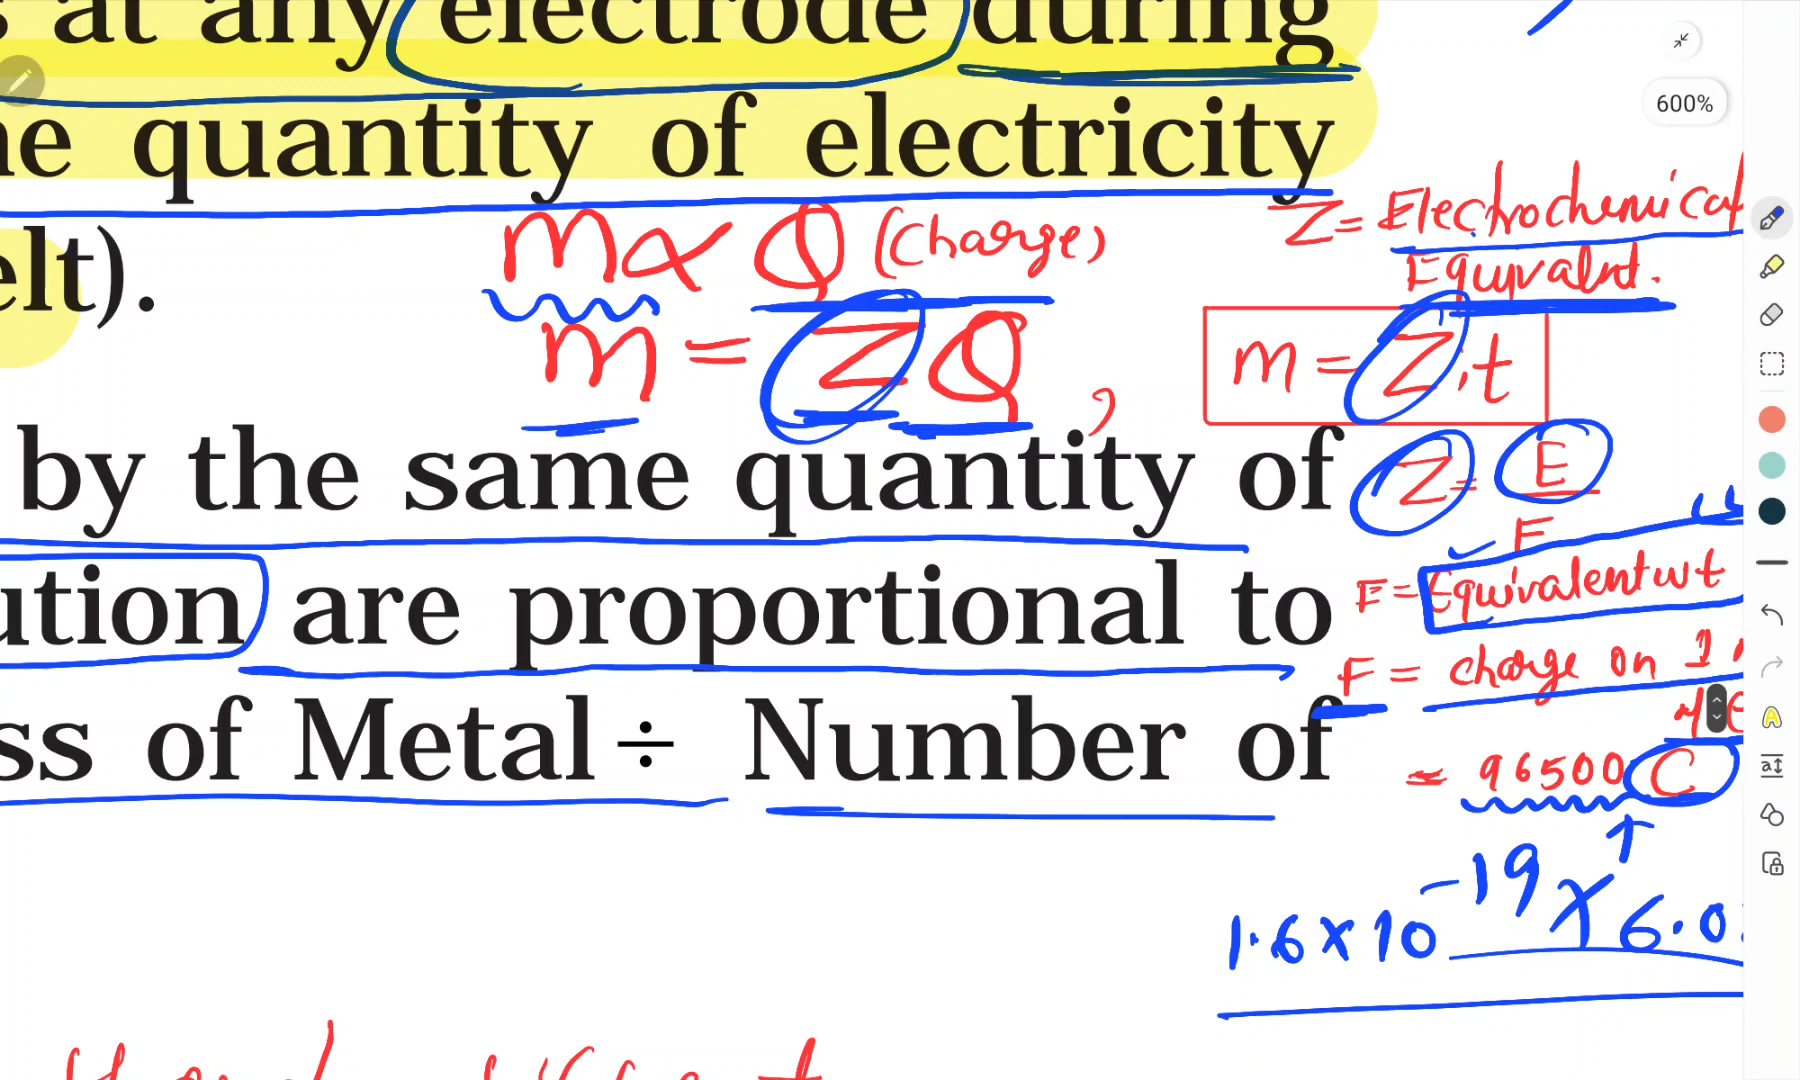 at any electrode during
600%
quantity of electricity
Z = Electrochemical
Equivalnt.
m ∝ Q (Charge)
elt).
m = ZQ,
m = Zit
by the same quantity of
Z = E
F
ution are proportional to
E = Equivalent wt
F = charge on 1
ss of Metal ÷ Number of
= 96500 C
1.6 × 10⁻¹⁹ × 6.0